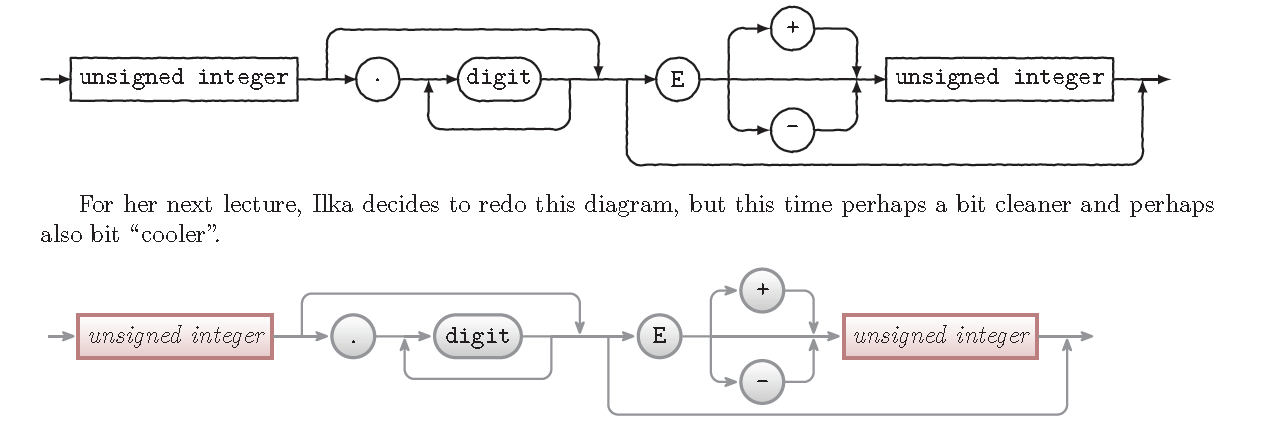 +
unsigned integer . digit E unsigned integer
-
For her next lecture, Ilka decides to redo this diagram, but this time perhaps a bit cleaner and perhaps
also bit “cooler”.
+
unsigned integer . digit E unsigned integer
-